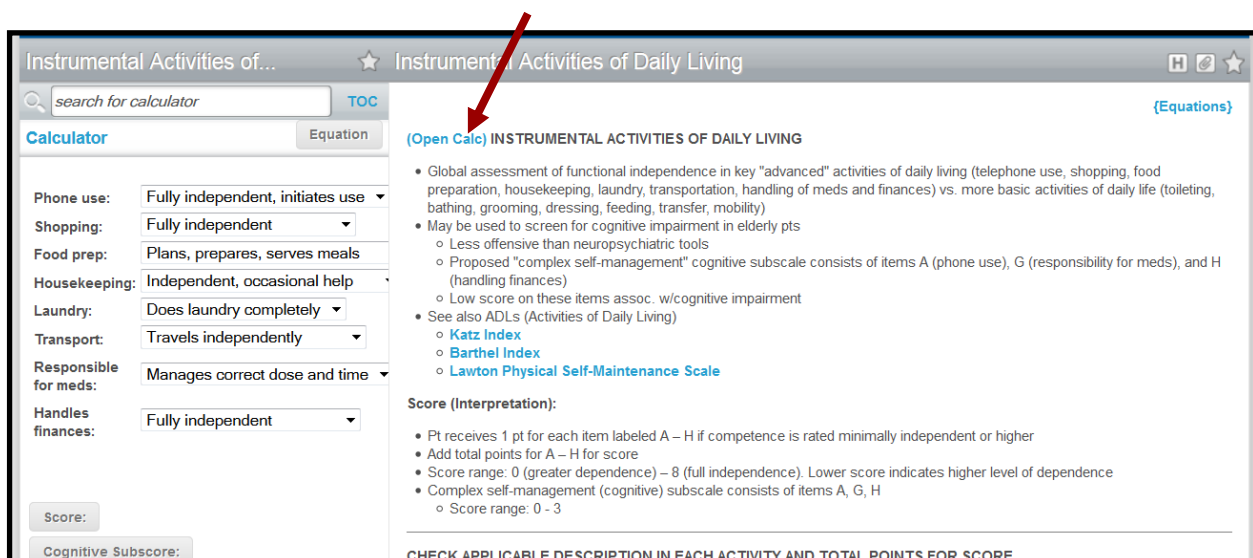 Instrumental Activities of...
search for calculator
TOC
Calculator
Equation
Phone use:
Fully independent, initiates use
Shopping:
Fully independent
Food prep:
Plans, prepares, serves meals
Housekeeping:
Independent, occasional help
Laundry:
Does laundry completely
Transport:
Travels independently
Responsible
for meds:
Manages correct dose and time
Handles
finances:
Fully independent
Score:
Cognitive Subscore:
Instrumental Activities of Daily Living
H
{Equations}
(Open Calc) INSTRUMENTAL ACTIVITIES OF DAILY LIVING
• Global assessment of functional independence in key "advanced" activities of daily living (telephone use, shopping, food
preparation, housekeeping, laundry, transportation, handling of meds and finances) vs. more basic activities of daily life (toileting,
bathing, grooming, dressing, feeding, transfer, mobility)
• May be used to screen for cognitive impairment in elderly pts
◦ Less offensive than neuropsychiatric tools
◦ Proposed "complex self-management" cognitive subscale consists of items A (phone use), G (responsibility for meds), and H
(handling finances)
◦ Low score on these items assoc. w/cognitive impairment
• See also ADLs (Activities of Daily Living)
◦ Katz Index
◦ Barthel Index
◦ Lawton Physical Self-Maintenance Scale
Score (Interpretation):
• Pt receives 1 pt for each item labeled A – H if competence is rated minimally independent or higher
• Add total points for A – H for score
• Score range: 0 (greater dependence) – 8 (full independence). Lower score indicates higher level of dependence
• Complex self-management (cognitive) subscale consists of items A, G, H
◦ Score range: 0 - 3
CHECK APPLICABLE DESCRIPTION IN EACH ACTIVITY AND TOTAL POINTS FOR SCORE